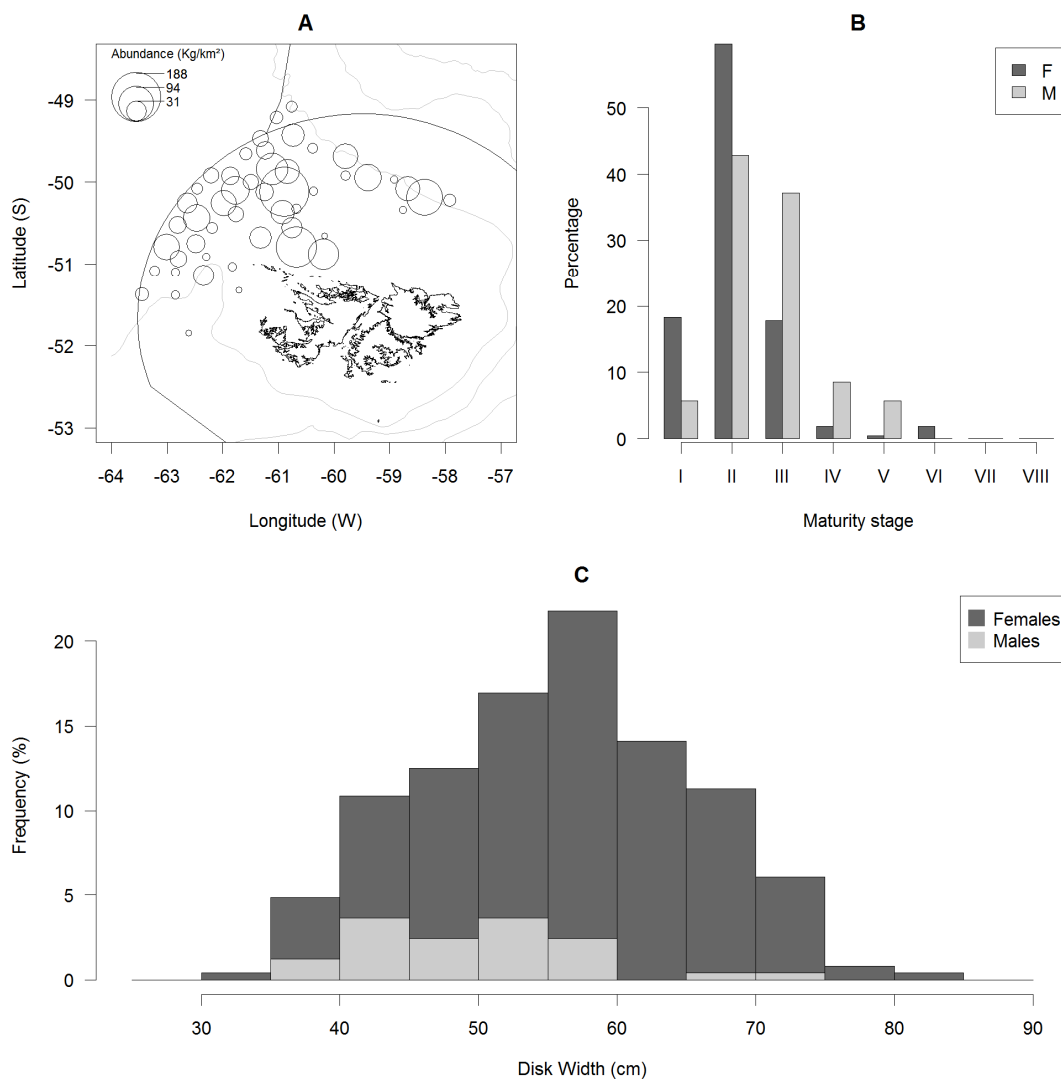 A
Abundance (Kg/km²)
188
94
31
-49
-50
-51
-52
-53
Latitude (S)
-64 -63 -62 -61 -60 -59 -58 -57
Longitude (W)
B
F
M
50
40
30
20
10
0
Percentage
I II III IV V VI VII VIII
Maturity stage
C
Females
Males
20
15
10
5
0
Frequency (%)
30 40 50 60 70 80 90
Disk Width (cm)